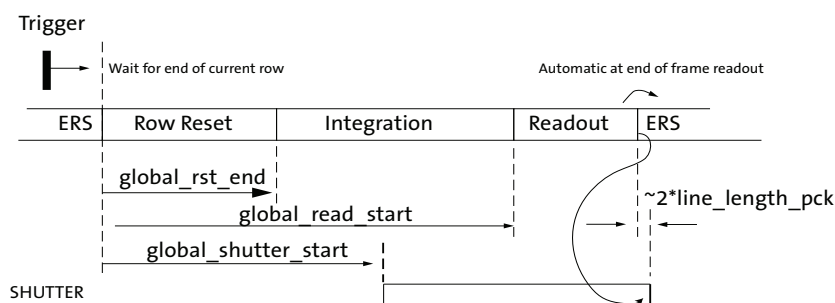 Trigger
Wait for end of current row
Automatic at end of frame readout
ERS Row Reset Integration Readout ERS
global_rst_end
~2*line_length_pck
global_read_start
global_shutter_start
SHUTTER